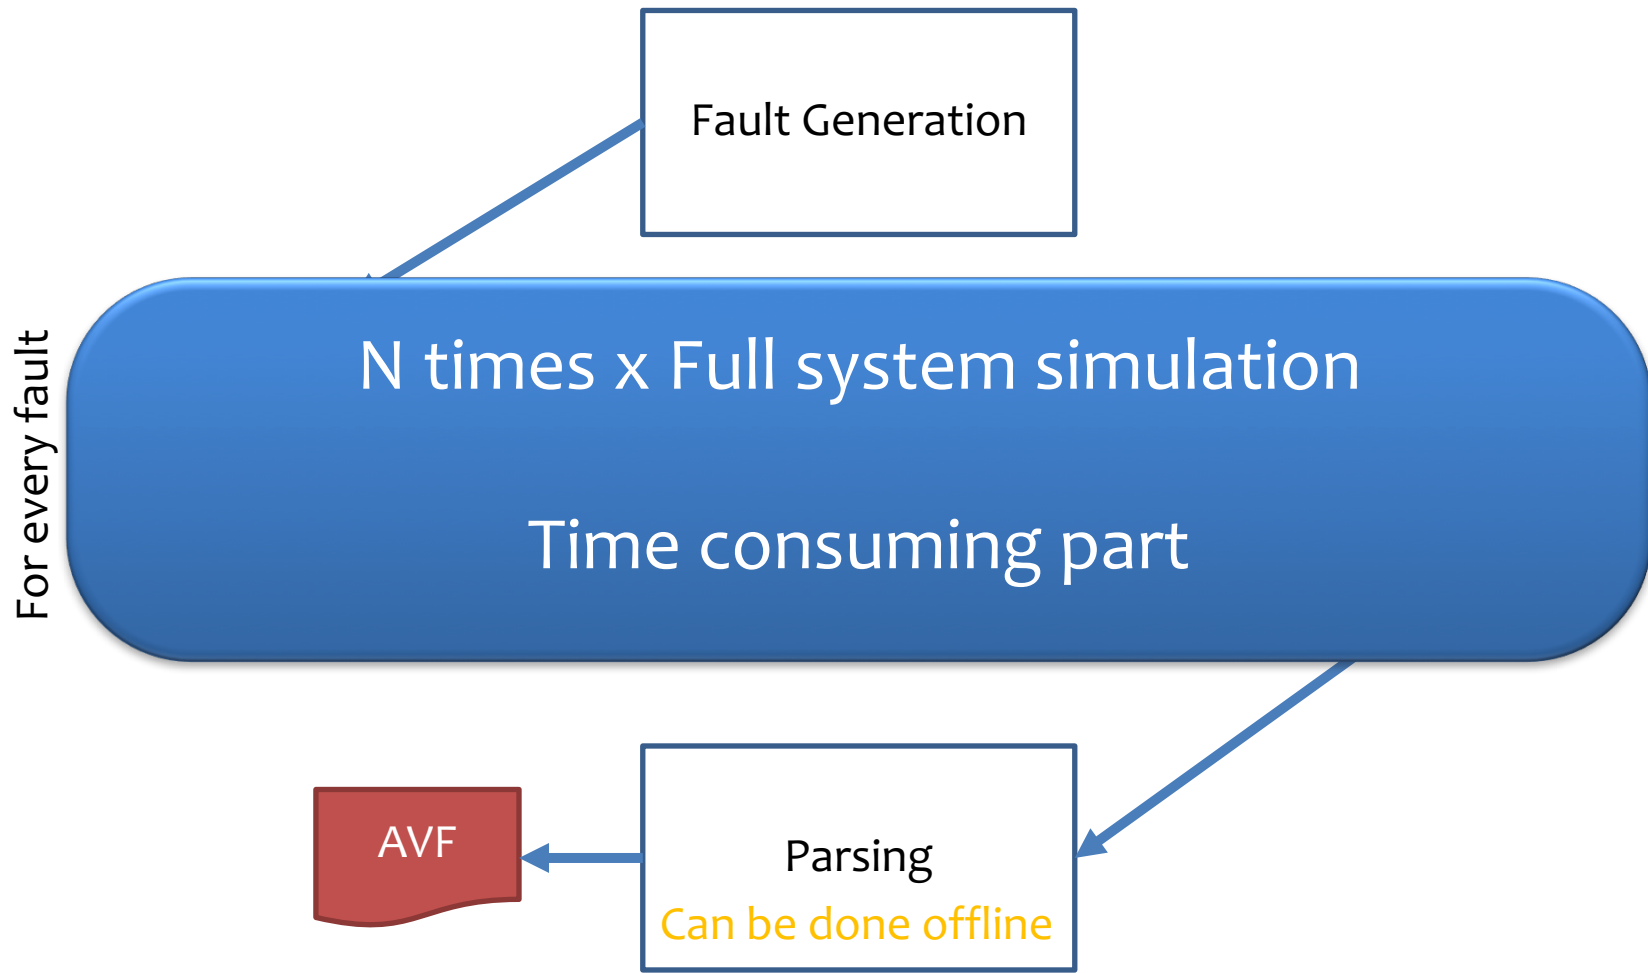 Fault Generation
For every fault
N times x Full system simulation
Time consuming part
AVF
Parsing
Can be done offline